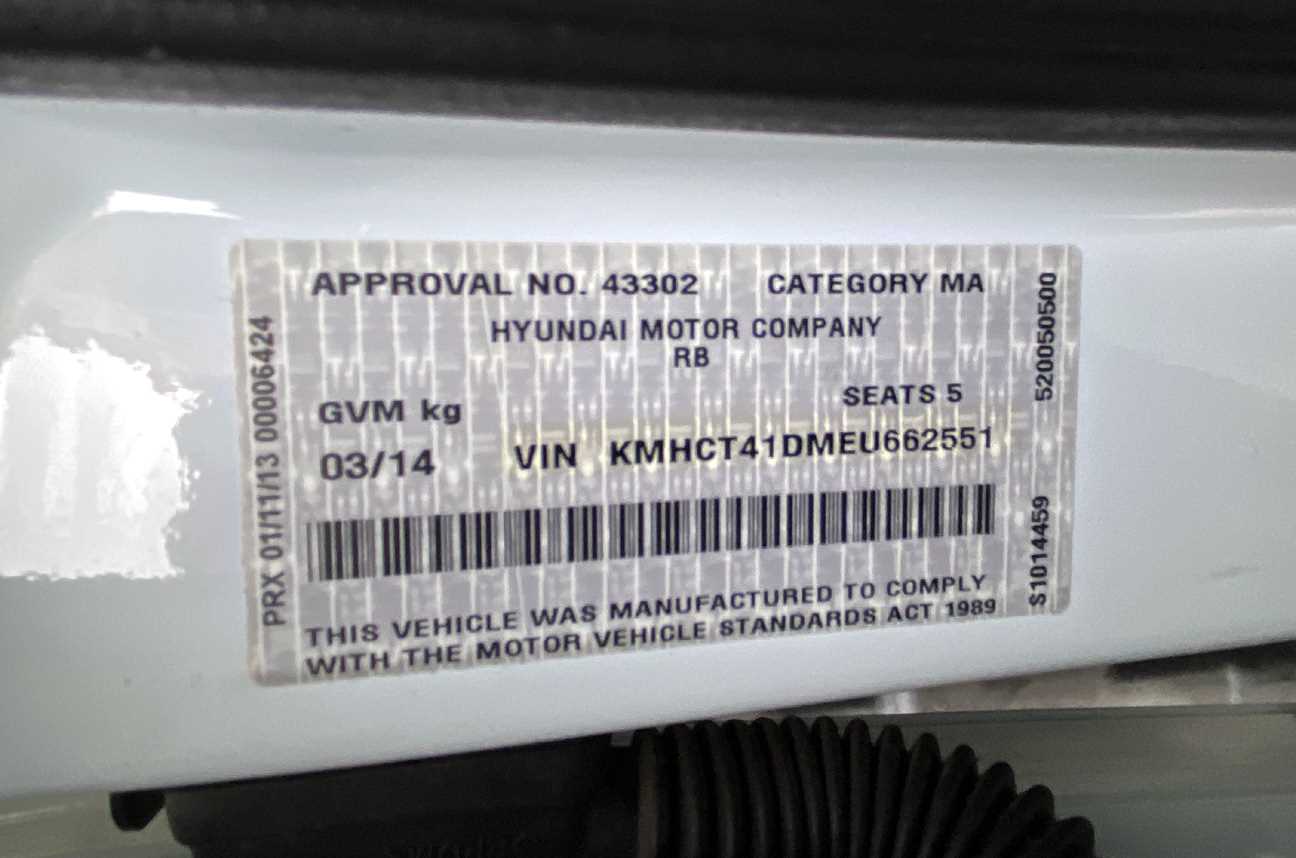 APPROVAL NO. 43302 CATEGORY MA
HYUNDAI MOTOR COMPANY
RB
SEATS 5
GVM kg
03/14 VIN KMHCT41DMEU662551
THIS VEHICLE WAS MANUFACTURED TO COMPLY
WITH THE MOTOR VEHICLE STANDARDS ACT 1989
PRX 01/11/13 00006424
520050500
S1014459